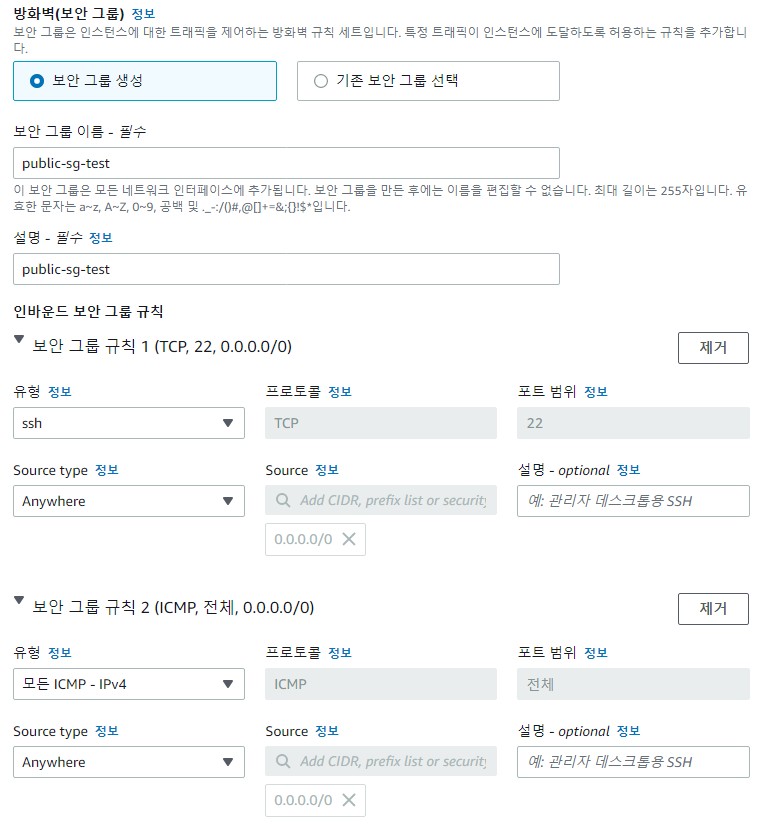 방화벽(보안 그룹) 정보
보안 그룹은 인스턴스에 대한 트래픽을 제어하는 방화벽 규칙 세트입니다. 특정 트래픽이 인스턴스에 도달하도록 허용하는 규칙을 추가합니
다.
보안 그룹 생성 기존 보안 그룹 선택
보안 그룹 이름 - 필수
public-sg-test
이 보안 그룹은 모든 네트워크 인터페이스에 추가됩니다. 보안 그룹을 만든 후에는 이름을 편집할 수 없습니다. 최대 길이는 255자입니다. 유
효한 문자는 a~z, A~Z, 0~9, 공백 및 ._-:/()#,@[]+=&;{}!$*입니다.
설명 - 필수 정보
public-sg-test
인바운드 보안 그룹 규칙
보안 그룹 규칙 1 (TCP, 22, 0.0.0.0/0) 제거
유형 정보 프로토콜 정보 포트 범위 정보
ssh TCP 22
Source type 정보 Source 정보 설명 - optional 정보
Anywhere Add CIDR, prefix list or security 예: 관리자 데스크톱용 SSH
0.0.0.0/0
보안 그룹 규칙 2 (ICMP, 전체, 0.0.0.0/0) 제거
유형 정보 프로토콜 정보 포트 범위 정보
모든 ICMP - IPv4 ICMP 전체
Source type 정보 Source 정보 설명 - optional 정보
Anywhere Add CIDR, prefix list or security 예: 관리자 데스크톱용 SSH
0.0.0.0/0